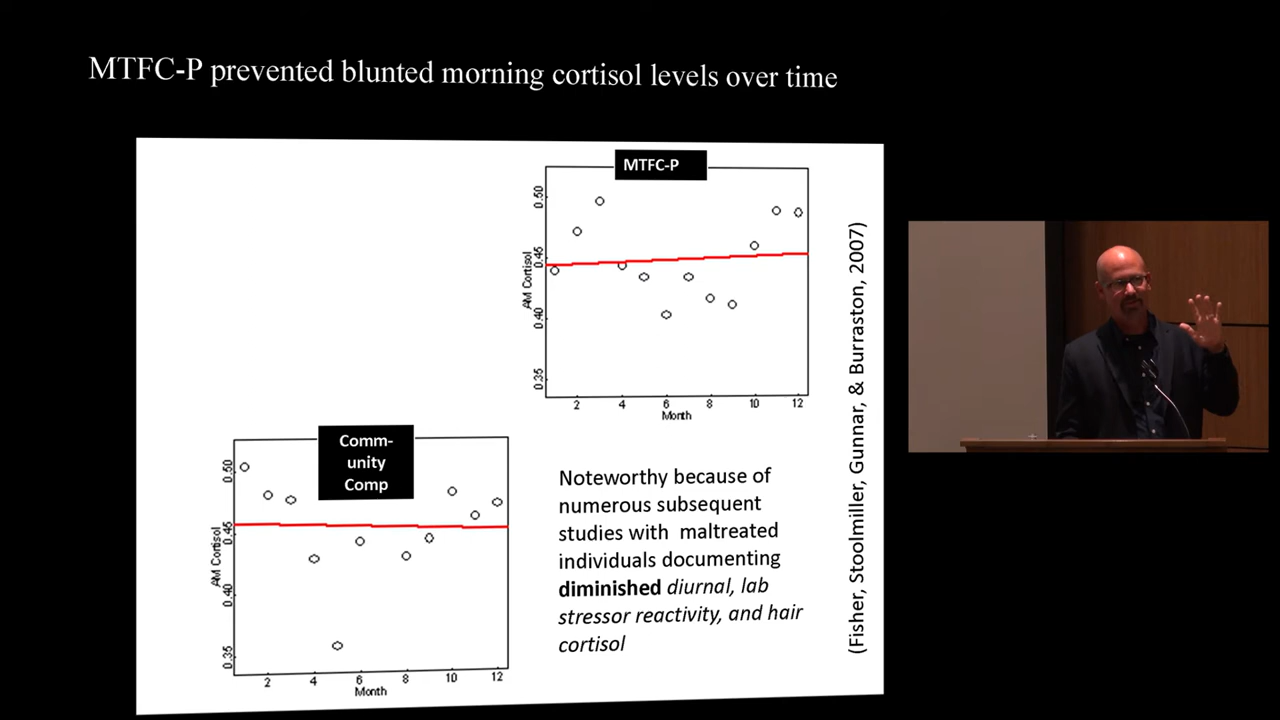 MTFC-P prevented blunted morning cortisol levels over time
MTFC-P
0.50
0.45
0.40
0.35
AM Cortisol
2 4 6 8 10 12
Month
Comm-
unity
Comp
0.50
0.45
0.40
0.35
AM Cortisol
2 4 6 8 10 12
Month
Noteworthy because of
numerous subsequent
studies with maltreated
individuals documenting
diminished diurnal, lab
stressor reactivity, and hair
cortisol
(Fisher, Stoolmiller, Gunnar, & Burraston, 2007)